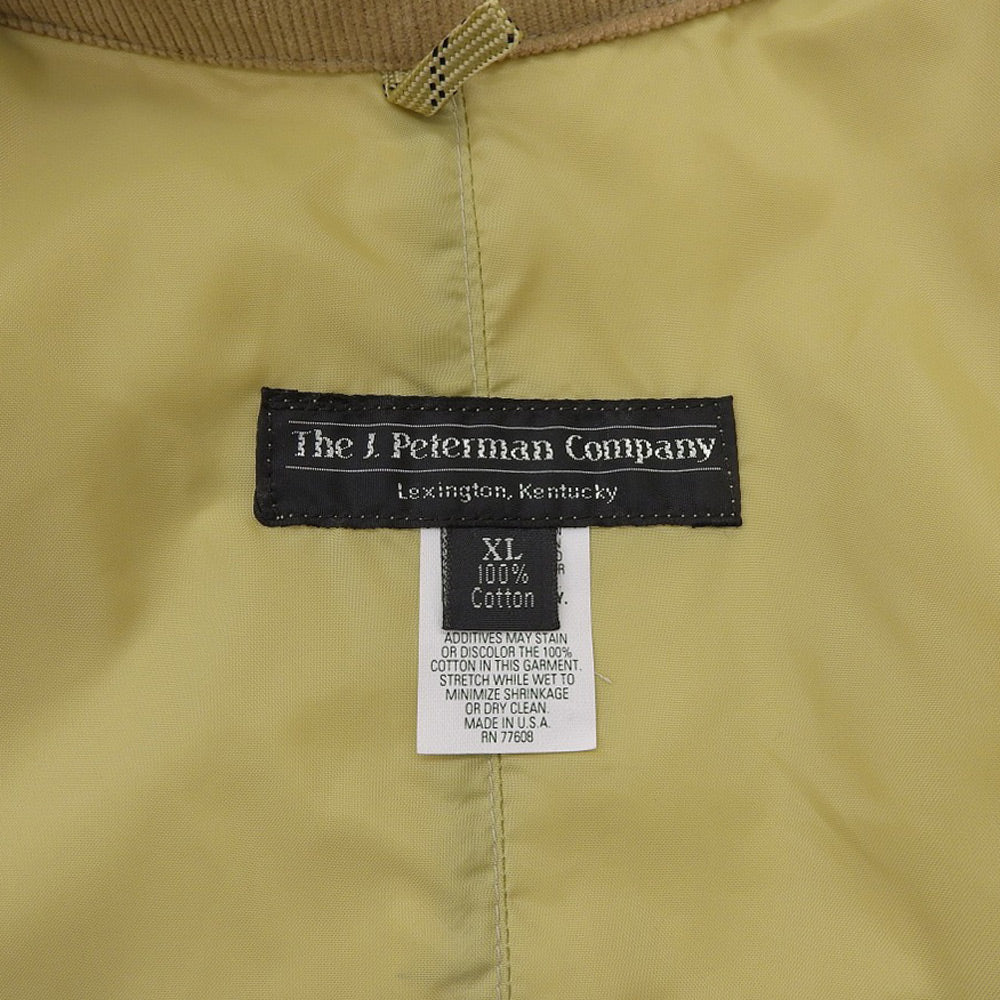 The J. Peterman Company
Lexington, Kentucky
XL
100%
Cotton
ADDITIVES MAY STAIN
OR DISCOLOR THE 100%
COTTON IN THIS GARMENT.
STRETCH WHILE WET TO
MINIMIZE SHRINKAGE
OR DRY CLEAN.
MADE IN U.S.A.
RN 77608